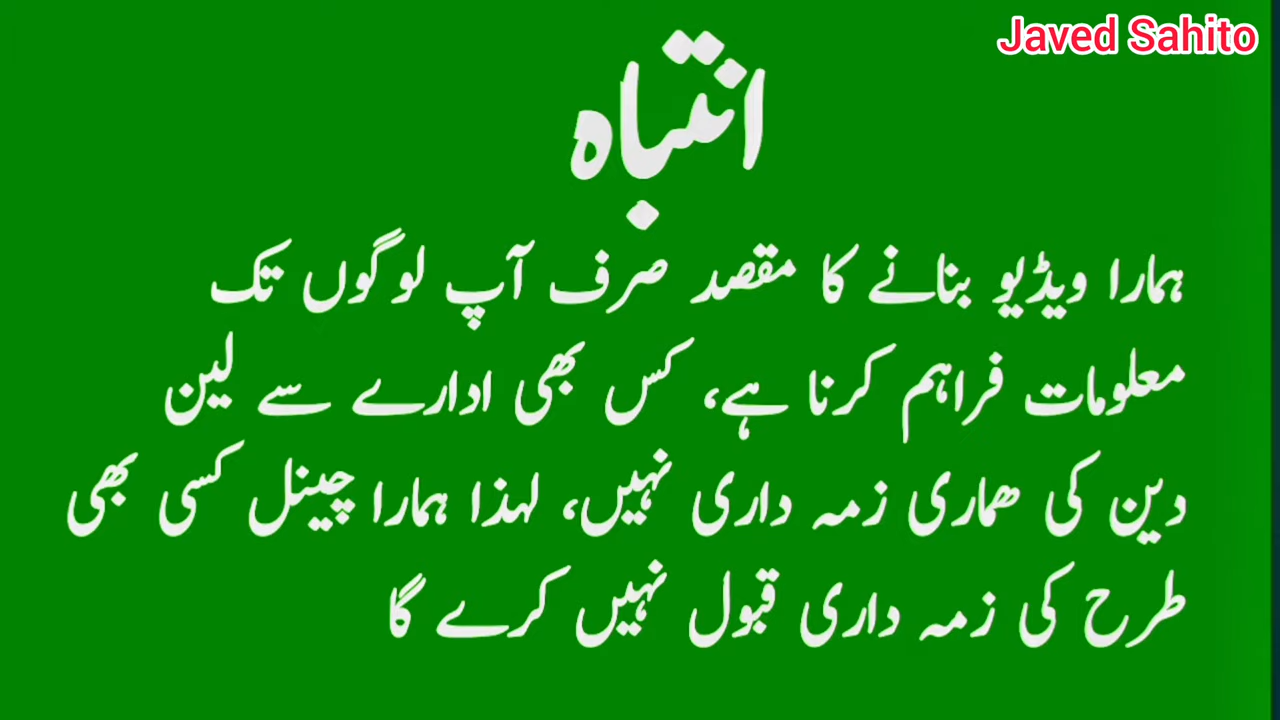 Javed Sahito
انتباہ
ہمارا ویڈیو بنانے کا مقصد صرف آپ لوگوں تک
معلومات فراہم کرنا ہے، کس بھی ادارے سے لین
دین کی ھماری زمہ داری نہیں، لہذا ہمارا چینل کسی بھی
طرح کی زمہ داری قبول نہیں کرے گا